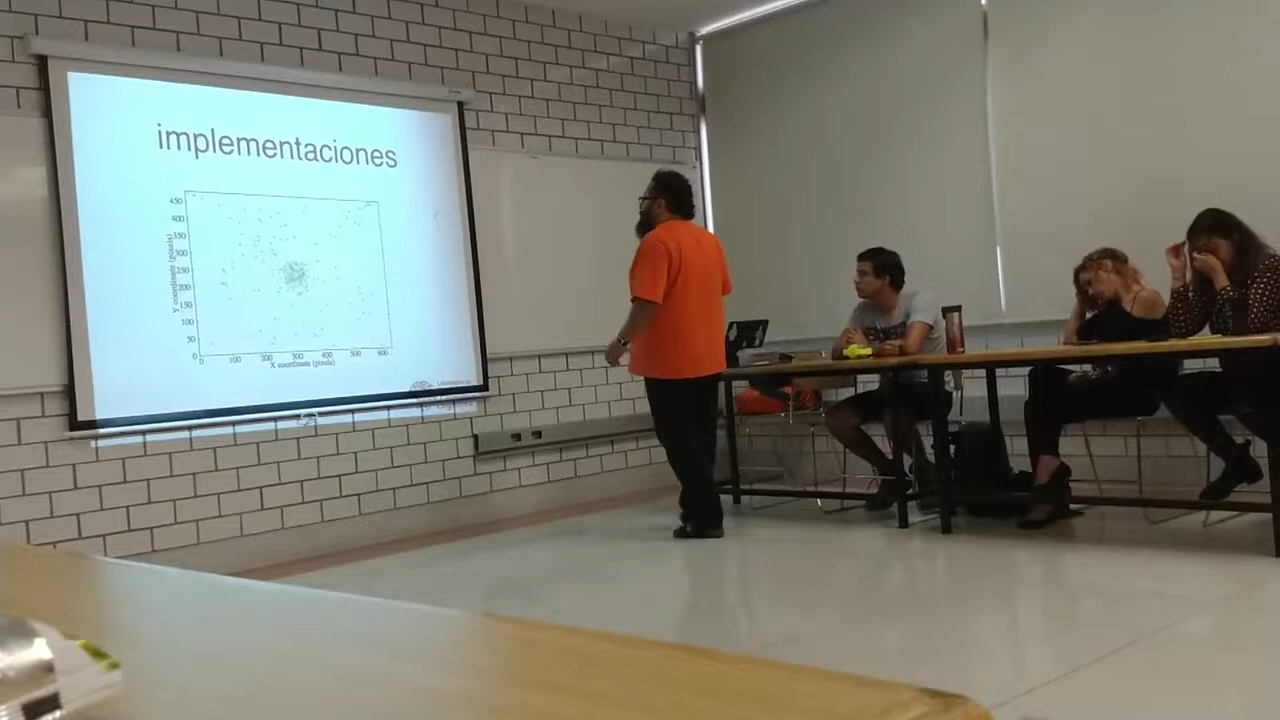 implementaciones
450
400
350
300
250
200
150
100
50
0
Y coordinate (pixels)
0 100 200 300 400 500 600
X coordinate (pixels)